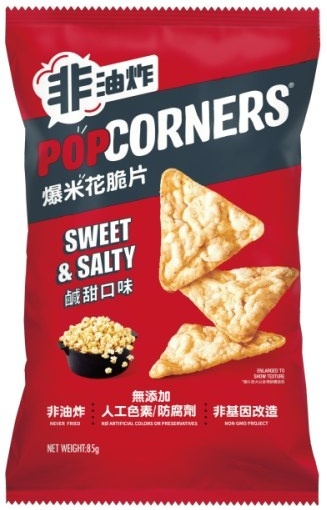 非油炸
POPCORNERS®
爆米花脆片
SWEET
& SALTY
鹹甜口味
ENLARGED TO
SHOW TEXTURE
非油炸
NEVER FRIED
無添加
人工色素/防腐劑
NO ARTIFICIAL COLORS OR PRESERVATIVES
非基因改造
NON GMO PROJECT
NET WEIGHT:85g